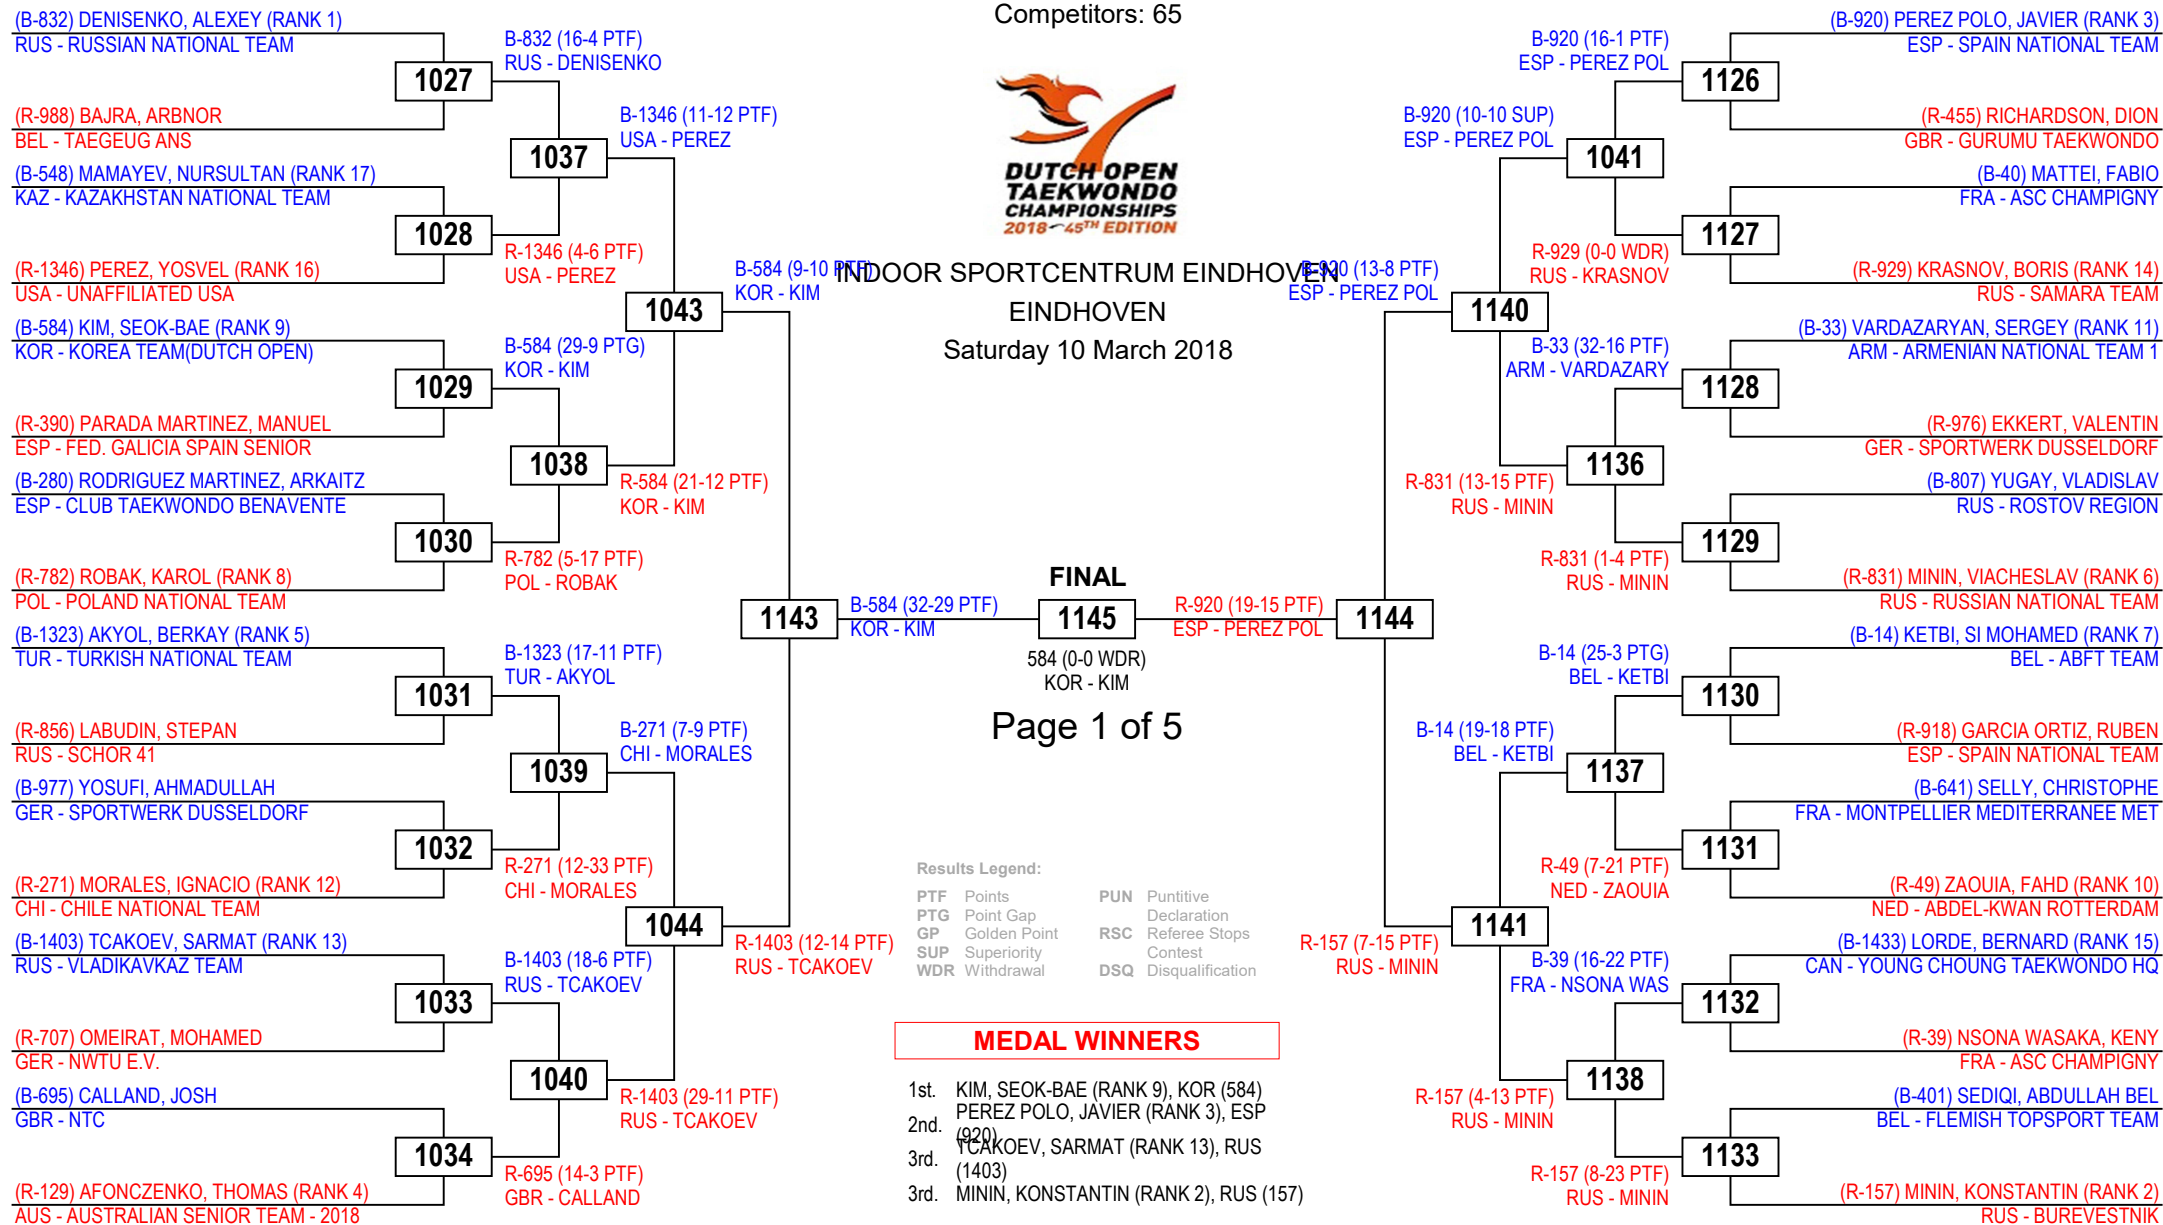 (B-832) DENISENKO, ALEXEY (RANK 1)
RUS - RUSSIAN NATIONAL TEAM
(R-988) BAJRA, ARBNOR
BEL - TAEGEUG ANS
(B-548) MAMAYEV, NURSULTAN (RANK 17)
KAZ - KAZAKHSTAN NATIONAL TEAM
(R-1346) PEREZ, YOSVEL (RANK 16)
USA - UNAFFILIATED USA
(B-584) KIM, SEOK-BAE (RANK 9)
KOR - KOREA TEAM(DUTCH OPEN)
(R-390) PARADA MARTINEZ, MANUEL
ESP - FED. GALICIA SPAIN SENIOR
(B-280) RODRIGUEZ MARTINEZ, ARKAITZ
ESP - CLUB TAEKWONDO BENAVENTE
(R-782) ROBAK, KAROL (RANK 8)
POL - POLAND NATIONAL TEAM
(B-1323) AKYOL, BERKAY (RANK 5)
TUR - TURKISH NATIONAL TEAM
(R-856) LABUDIN, STEPAN
RUS - SCHOR 41
(B-977) YOSUFI, AHMADULLAH
GER - SPORTWERK DUSSELDORF
(R-271) MORALES, IGNACIO (RANK 12)
CHI - CHILE NATIONAL TEAM
(B-1403) TCAKOEV, SARMAT (RANK 13)
RUS - VLADIKAVKAZ TEAM
(R-707) OMEIRAT, MOHAMED
GER - NWTU E.V.
(B-695) CALLAND, JOSH
GBR - NTC
(R-129) AFONCZENKO, THOMAS (RANK 4)
AUS - AUSTRALIAN SENIOR TEAM - 2018
1027
1028
1029
1030
1031
1032
1033
1034
B-832 (16-4 PTF)
RUS - DENISENKO
R-1346 (4-6 PTF)
USA - PEREZ
B-584 (29-9 PTG)
KOR - KIM
R-782 (5-17 PTF)
POL - ROBAK
B-1323 (17-11 PTF)
TUR - AKYOL
R-271 (12-33 PTF)
CHI - MORALES
B-1403 (18-6 PTF)
RUS - TCAKOEV
R-695 (14-3 PTF)
GBR - CALLAND
1037
1038
1039
1040
B-1346 (11-12 PTF)
USA - PEREZ
R-584 (21-12 PTF)
KOR - KIM
B-271 (7-9 PTF)
CHI - MORALES
R-1403 (29-11 PTF)
RUS - TCAKOEV
1043
1044
B-584 (9-10 PTF)
KOR - KIM
R-1403 (12-14 PTF)
RUS - TCAKOEV
1143
B-584 (32-29 PTF)
KOR - KIM
Competitors: 65
DUTCH OPEN
TAEKWONDO
CHAMPIONSHIPS
2018 45TH EDITION
INDOOR SPORTCENTRUM EINDHOVEN
EINDHOVEN
Saturday 10 March 2018
FINAL
1145
584 (0-0 WDR)
KOR - KIM
Page 1 of 5
Results Legend:
PTF Points
PTG Point Gap
GP Golden Point
SUP Superiority
WDR Withdrawal
PUN Puntitive
Declaration
RSC Referee Stops
Contest
DSQ Disqualification
MEDAL WINNERS
1st. KIM, SEOK-BAE (RANK 9), KOR (584)
2nd. PEREZ POLO, JAVIER (RANK 3), ESP
(920)
3rd. TCAKOEV, SARMAT (RANK 13), RUS
(1403)
3rd. MININ, KONSTANTIN (RANK 2), RUS (157)
R-920 (19-15 PTF)
ESP - PEREZ POL
1144
B-920 (13-8 PTF)
ESP - PEREZ POL
R-157 (7-15 PTF)
RUS - MININ
1140
1141
B-920 (10-10 SUP)
ESP - PEREZ POL
R-831 (13-15 PTF)
RUS - MININ
B-14 (19-18 PTF)
BEL - KETBI
R-157 (4-13 PTF)
RUS - MININ
1041
1136
1137
1138
B-920 (16-1 PTF)
ESP - PEREZ POL
R-929 (0-0 WDR)
RUS - KRASNOV
B-33 (32-16 PTF)
ARM - VARDAZARY
R-831 (1-4 PTF)
RUS - MININ
B-14 (25-3 PTG)
BEL - KETBI
R-49 (7-21 PTF)
NED - ZAOUIA
B-39 (16-22 PTF)
FRA - NSONA WAS
R-157 (8-23 PTF)
RUS - MININ
1126
1127
1128
1129
1130
1131
1132
1133
(B-920) PEREZ POLO, JAVIER (RANK 3)
ESP - SPAIN NATIONAL TEAM
(R-455) RICHARDSON, DION
GBR - GURUMU TAEKWONDO
(B-40) MATTEI, FABIO
FRA - ASC CHAMPIGNY
(R-929) KRASNOV, BORIS (RANK 14)
RUS - SAMARA TEAM
(B-33) VARDAZARYAN, SERGEY (RANK 11)
ARM - ARMENIAN NATIONAL TEAM 1
(R-976) EKKERT, VALENTIN
GER - SPORTWERK DUSSELDORF
(B-807) YUGAY, VLADISLAV
RUS - ROSTOV REGION
(R-831) MININ, VIACHESLAV (RANK 6)
RUS - RUSSIAN NATIONAL TEAM
(B-14) KETBI, SI MOHAMED (RANK 7)
BEL - ABFT TEAM
(R-918) GARCIA ORTIZ, RUBEN
ESP - SPAIN NATIONAL TEAM
(B-641) SELLY, CHRISTOPHE
FRA - MONTPELLIER MEDITERRANEE MET
(R-49) ZAOUIA, FAHD (RANK 10)
NED - ABDEL-KWAN ROTTERDAM
(B-1433) LORDE, BERNARD (RANK 15)
CAN - YOUNG CHOUNG TAEKWONDO HQ
(R-39) NSONA WASAKA, KENY
FRA - ASC CHAMPIGNY
(B-401) SEDIQI, ABDULLAH BEL
BEL - FLEMISH TOPSPORT TEAM
(R-157) MININ, KONSTANTIN (RANK 2)
RUS - BUREVESTNIK